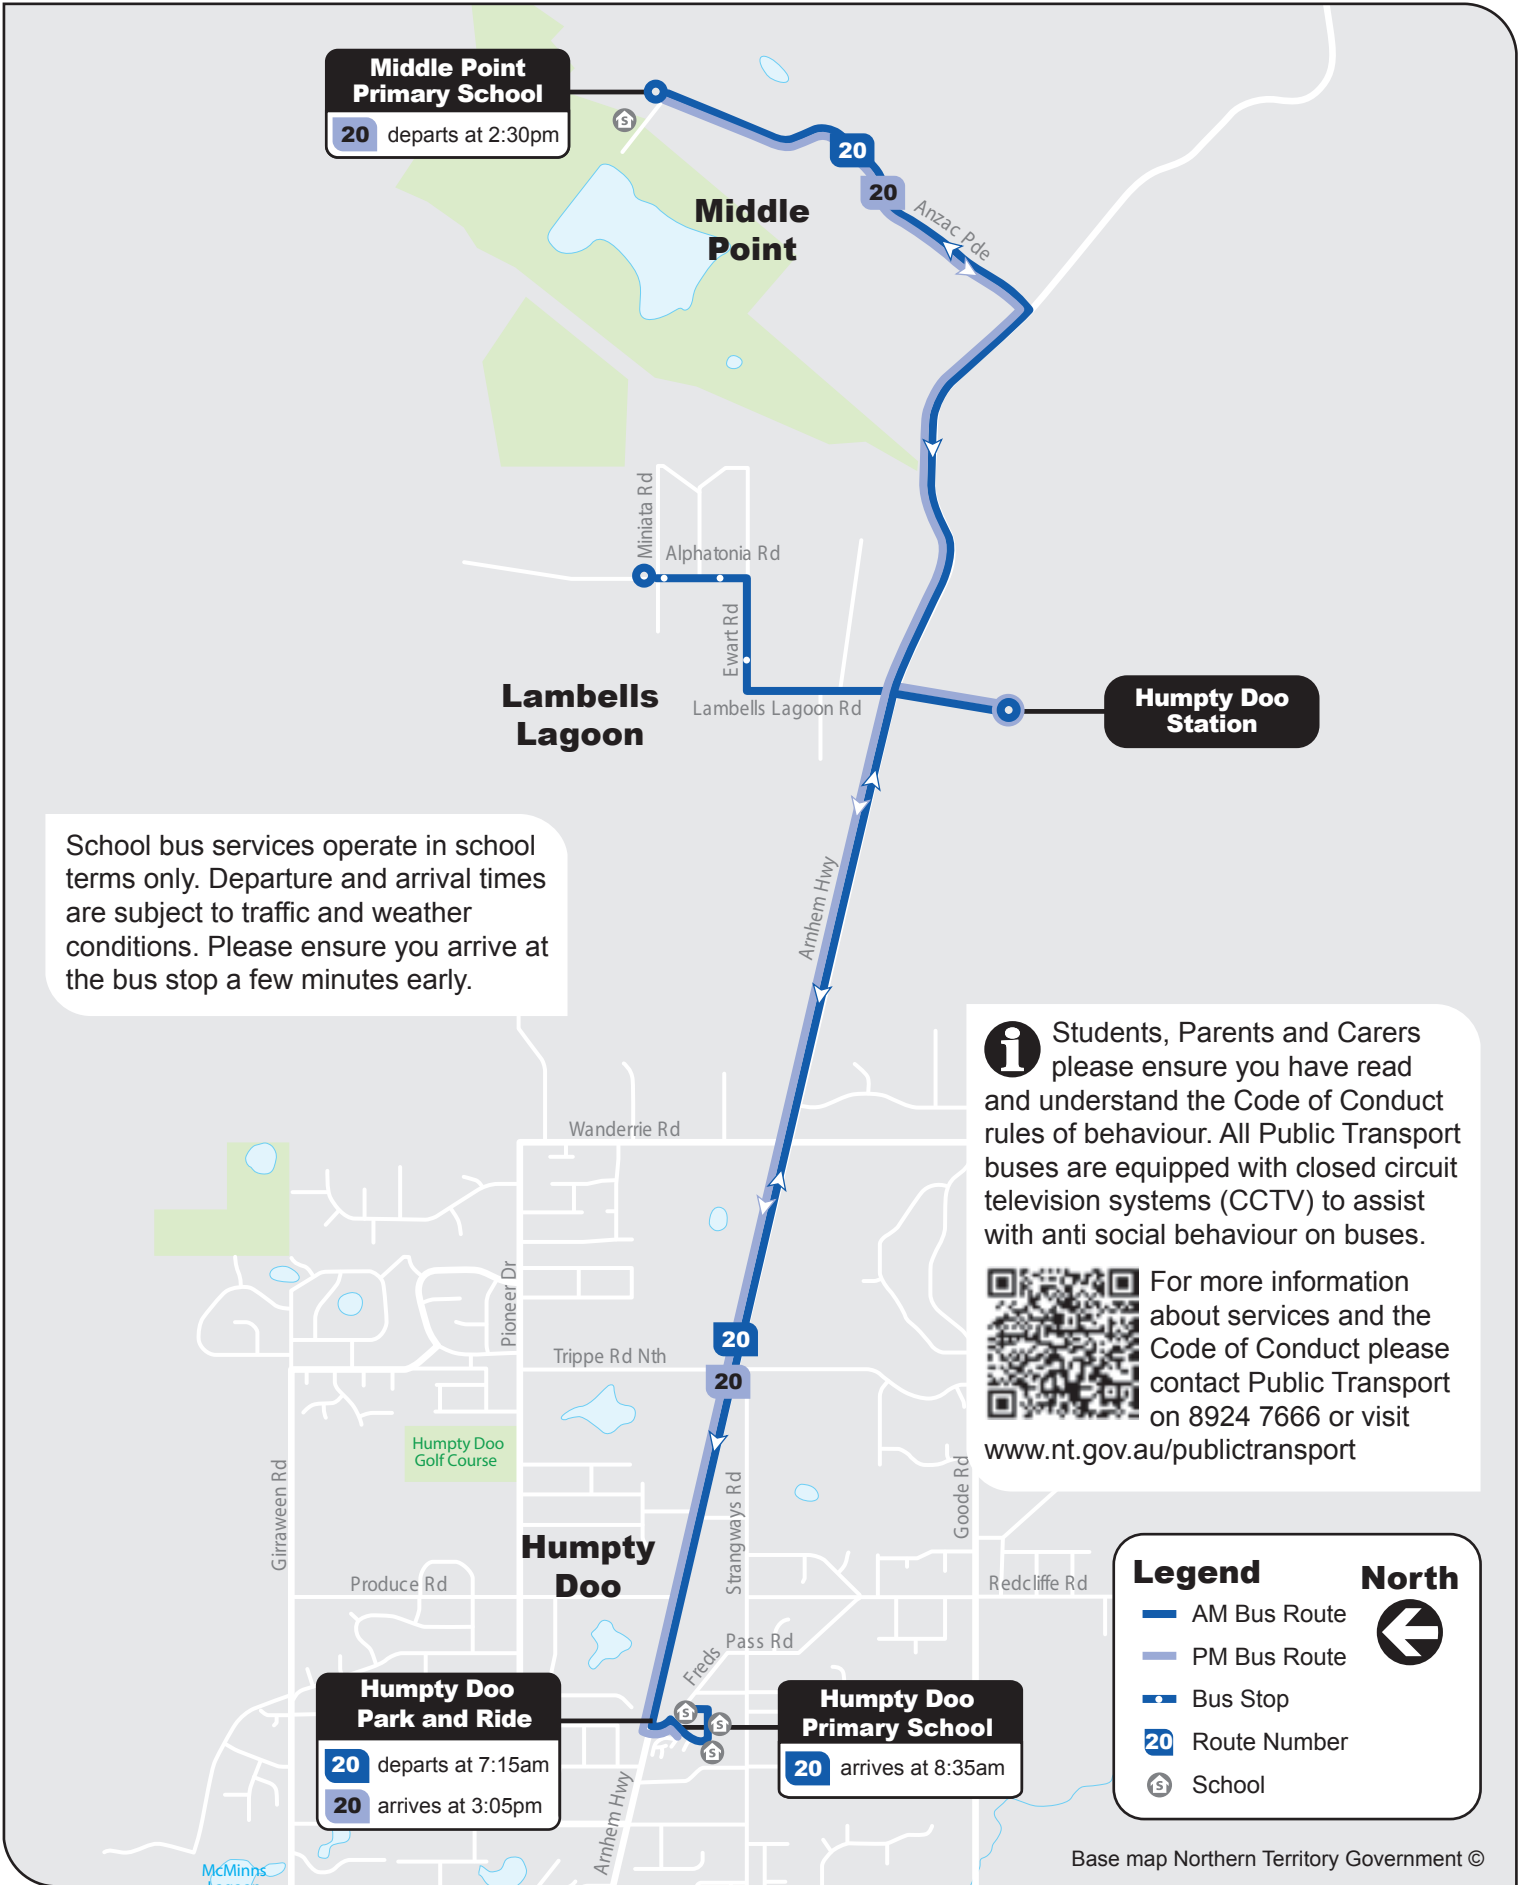 Middle Point
Primary School
20 departs at 2:30pm
20
20
Anzac Pde
Middle
Point
Miniata Rd
Alphatonia Rd
Ewart Rd
Lambells
Lagoon
Lambells Lagoon Rd
Humpty Doo
Station
School bus services operate in school
terms only. Departure and arrival times
are subject to traffic and weather
conditions. Please ensure you arrive at
the bus stop a few minutes early.
Arnhem Hwy
i
Students, Parents and Carers
please ensure you have read
and understand the Code of Conduct
rules of behaviour. All Public Transport
buses are equipped with closed circuit
television systems (CCTV) to assist
with anti social behaviour on buses.
For more information
about services and the
Code of Conduct please
contact Public Transport
on 8924 7666 or visit
www.nt.gov.au/publictransport
Wanderrie Rd
Pioneer Dr
20
Trippe Rd Nth
20
Humpty Doo
Golf Course
Girraween Rd
Strangways Rd
Goode Rd
Humpty
Doo
Produce Rd
Redcliffe Rd
Freds Pass Rd
S
S
S
S
Humpty Doo
Park and Ride
20 departs at 7:15am
20 arrives at 3:05pm
Humpty Doo
Primary School
20 arrives at 8:35am
Arnhem Hwy
McMinns
Legend
North
AM Bus Route
PM Bus Route
Bus Stop
20 Route Number
S School
Base map Northern Territory Government ©